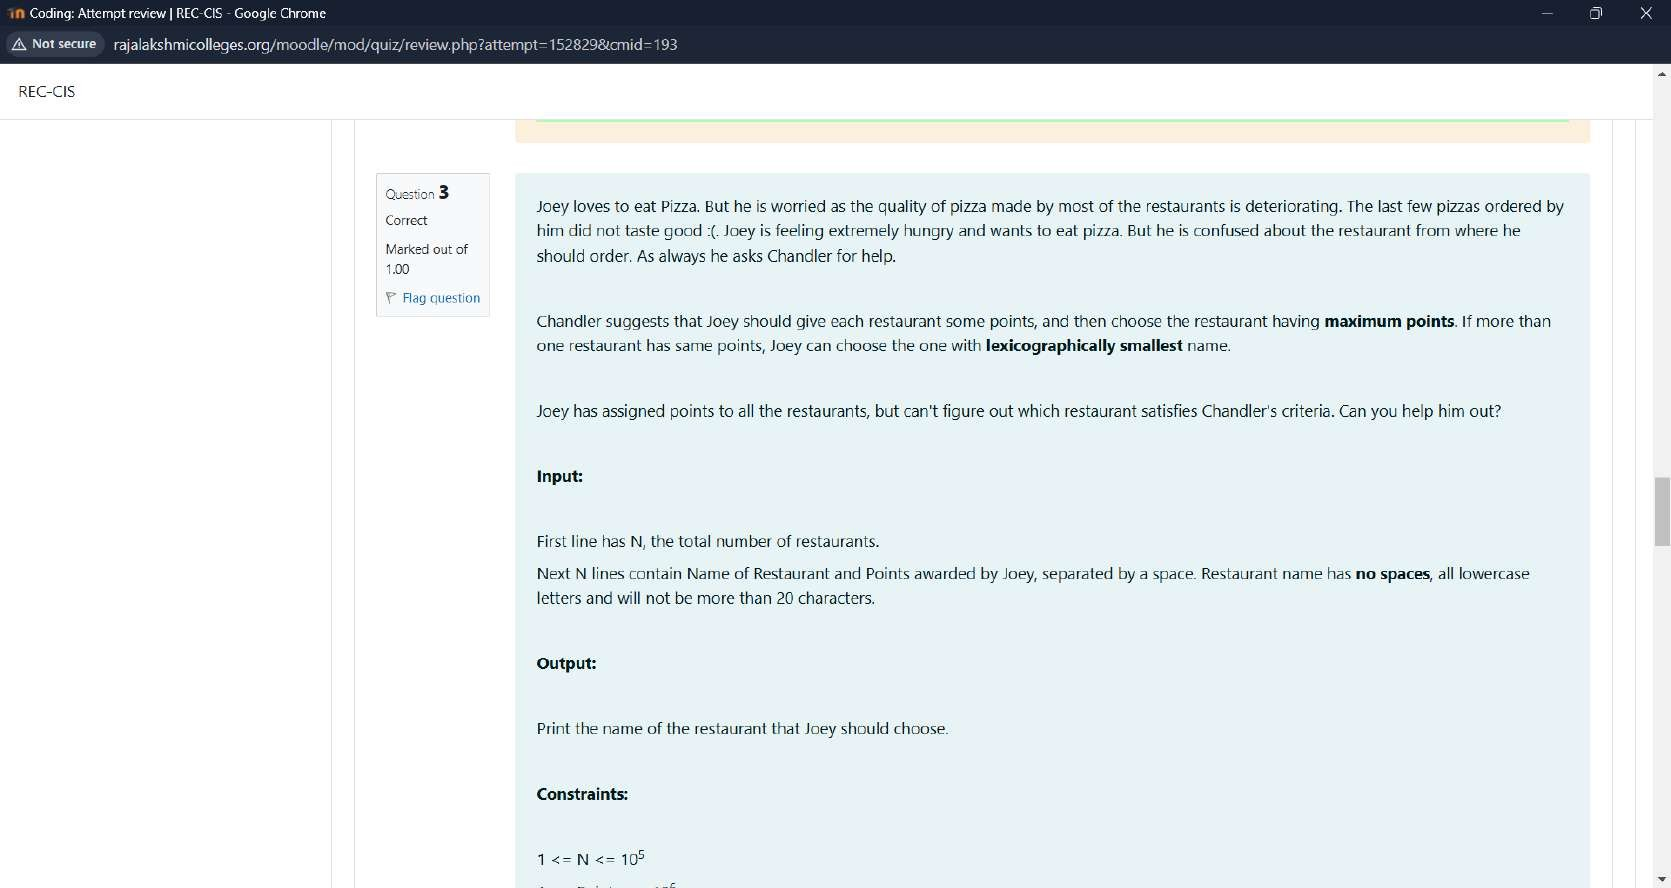 Coding: Attempt review | REC-CIS - Google Chrome
Not secure rajalakshmicolleges.org/moodle/mod/quiz/review.php?attempt=152829&cmid=193
REC-CIS
Question 3
Correct
Marked out of
1.00
Flag question
Joey loves to eat Pizza. But he is worried as the quality of pizza made by most of the restaurants is deteriorating. The last few pizzas ordered by
him did not taste good :(. Joey is feeling extremely hungry and wants to eat pizza. But he is confused about the restaurant from where he
should order. As always he asks Chandler for help.
Chandler suggests that Joey should give each restaurant some points, and then choose the restaurant having maximum points. If more than
one restaurant has same points, Joey can choose the one with lexicographically smallest name.
Joey has assigned points to all the restaurants, but can't figure out which restaurant satisfies Chandler's criteria. Can you help him out?
Input:
First line has N, the total number of restaurants.
Next N lines contain Name of Restaurant and Points awarded by Joey, separated by a space. Restaurant name has no spaces, all lowercase
letters and will not be more than 20 characters.
Output:
Print the name of the restaurant that Joey should choose.
Constraints:
1 <= N <= 10⁵